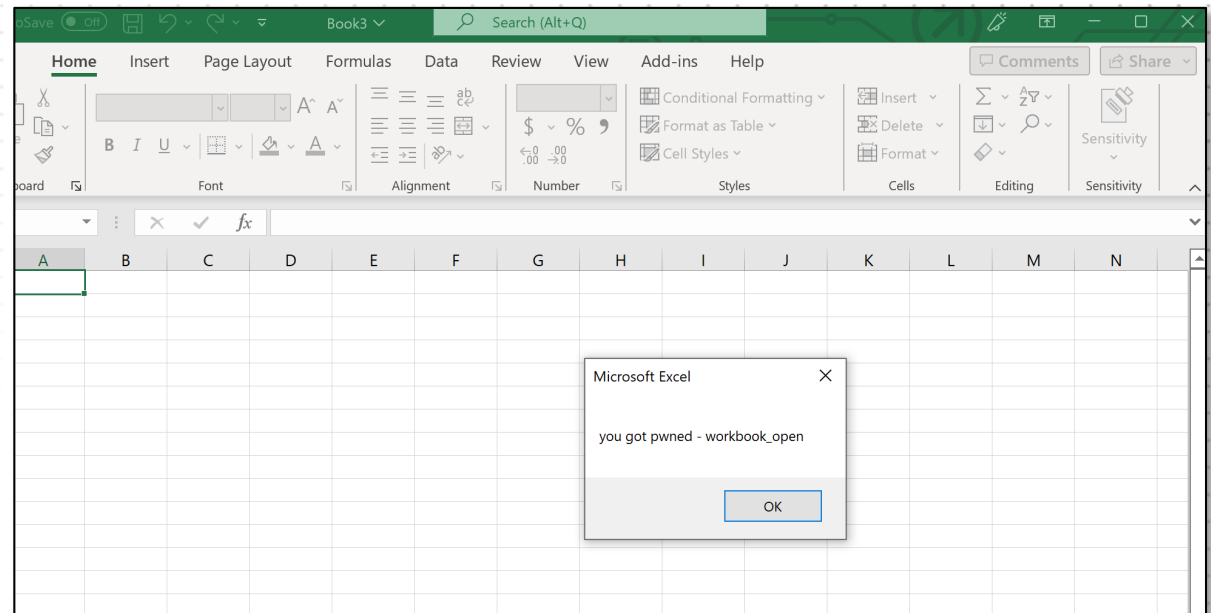 oSave Off Book3 Search (Alt+Q)
Home Insert Page Layout Formulas Data Review View Add-ins Help Comments Share
A^ A˅ ab Conditional Formatting Insert Σ
B I U A $ % 9 Format as Table Delete Sensitivity
Cell Styles Format
board Font Alignment Number Styles Cells Editing Sensitivity
fx
A B C D E F G H I J K L M N
Microsoft Excel
you got pwned - workbook_open
OK